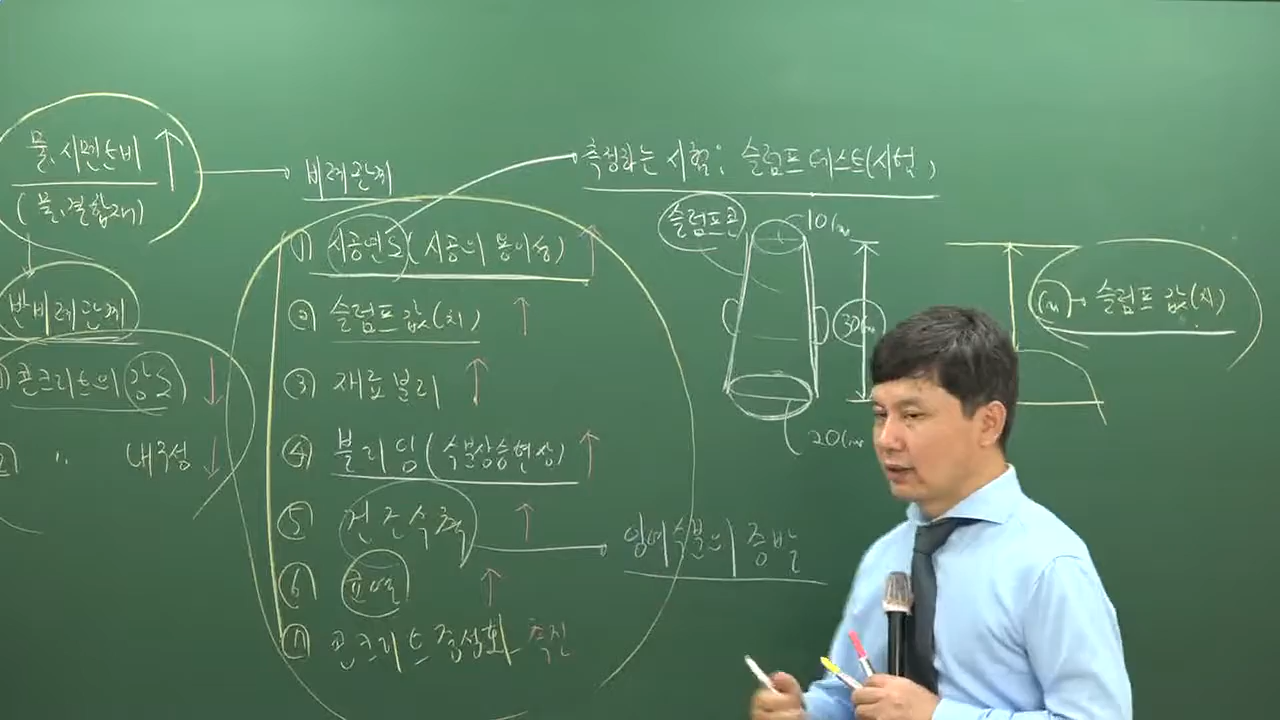 물.시멘트비 ↑
(물.결합재)
반비례관계
① 콘크리트의 강도) ↓
② 〃 내구성 ↓
비례관계
① 시공연도(시공의 용이성) ↑
② 슬럼프 값(치) ↑
③ 재료 분리 ↑
④ 블리딩(수분상승현상) ↑
⑤ 건조수축 ↑
⑥ 균열 ↑
⑦ 콘크리트 중성화 촉진
잉여수분의 증발
측정하는 시험: 슬럼프 테스트(시험)
슬럼프콘
10cm
30cm
20cm
cm → 슬럼프 값(치)